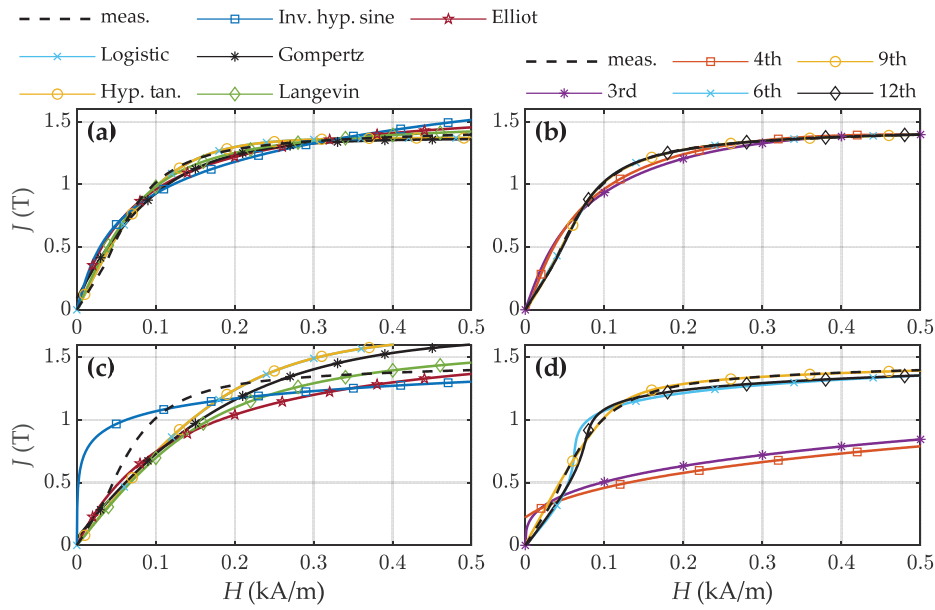 meas. Inv. hyp. sine Elliot
Logistic Gompertz
Hyp. tan. Langevin
meas. 4th 9th
3rd 6th 12th
(a)
J (T)
1.5
1
0.5
0
0 0.1 0.2 0.3 0.4 0.5
(b)
1.5
1
0.5
0
0 0.1 0.2 0.3 0.4 0.5
(c)
J (T)
1.5
1
0.5
0
0 0.1 0.2 0.3 0.4 0.5
H (kA/m)
(d)
1.5
1
0.5
0
0 0.1 0.2 0.3 0.4 0.5
H (kA/m)